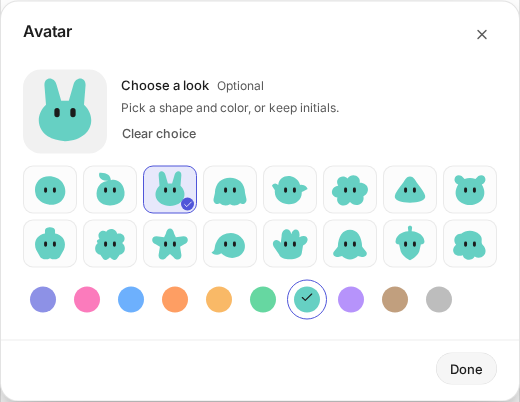 Avatar
Choose a look Optional
Pick a shape and color, or keep initials.
Clear choice
Done